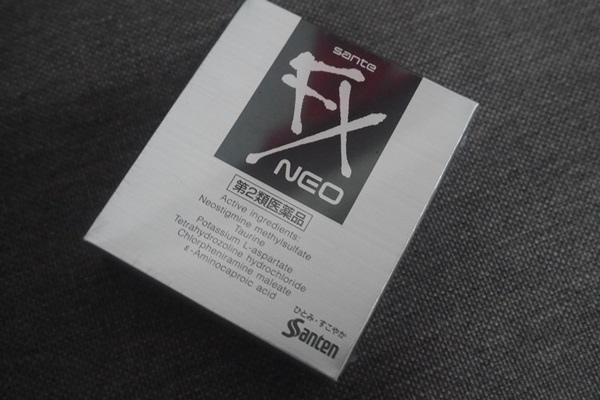 sante
FX
NEO
第2類医薬品
Active ingredients:
Neostigmine methylsulfate
Taurine
Potassium L-aspartate
Tetrahydrozoline hydrochloride
Chlorpheniramine maleate
ε-Aminocaproic acid
ひとみ・すこやか
Santen